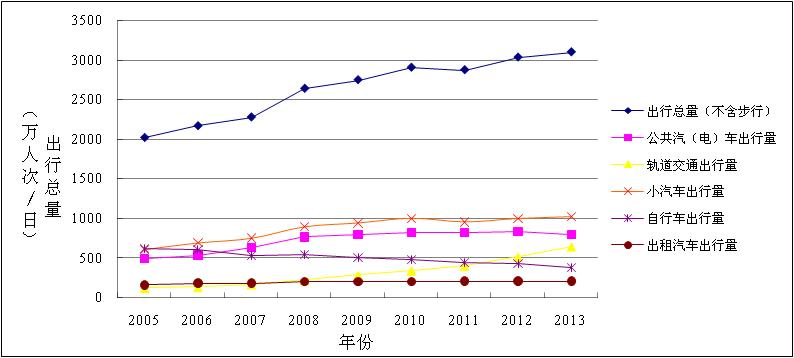 3500
3000
2500
2000
1500
1000
500
0
出行总量
（万人次/日）
2005 2006 2007 2008 2009 2010 2011 2012 2013
年份
出行总量（不含步行）
公共汽（电）车出行量
轨道交通出行量
小汽车出行量
自行车出行量
出租汽车出行量